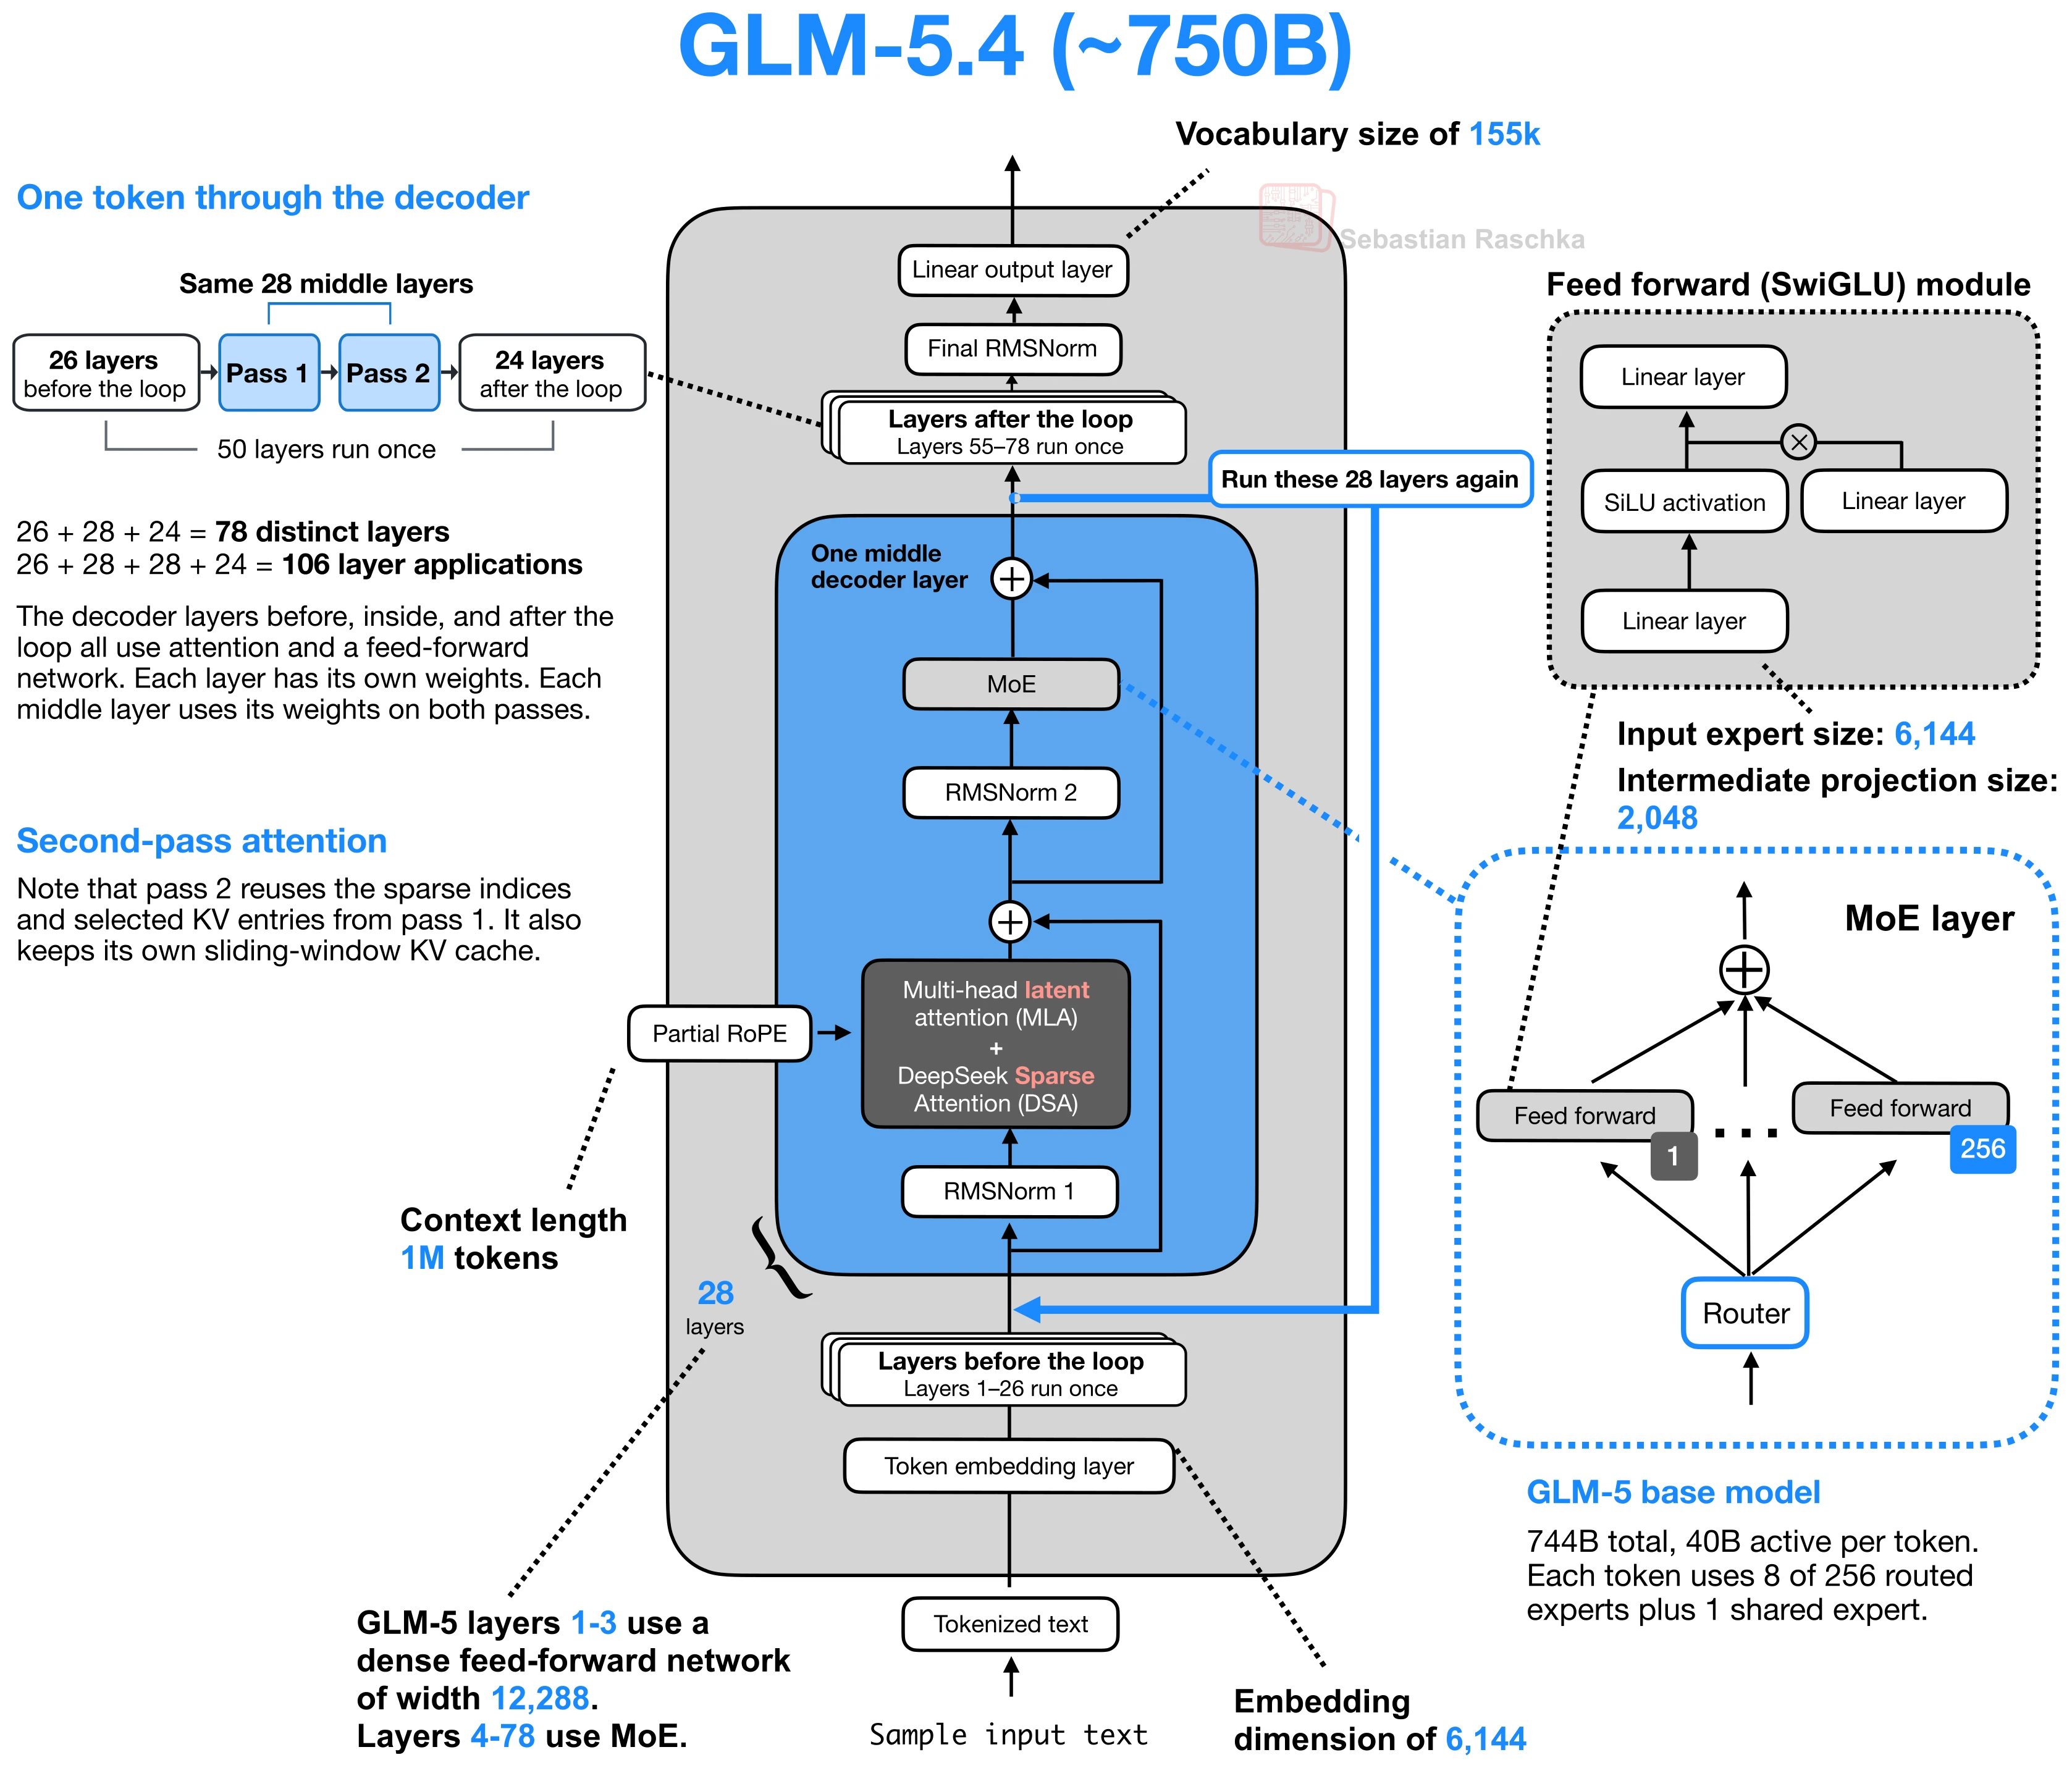 GLM-5.4 (~750B)
Vocabulary size of 155k
Sebastian Raschka
One token through the decoder
Same 28 middle layers
26 layers
before the loop
Pass 1
Pass 2
24 layers
after the loop
50 layers run once
26 + 28 + 24 = 78 distinct layers
26 + 28 + 28 + 24 = 106 layer applications
The decoder layers before, inside, and after the
loop all use attention and a feed-forward
network. Each layer has its own weights. Each
middle layer uses its weights on both passes.
Second-pass attention
Note that pass 2 reuses the sparse indices
and selected KV entries from pass 1. It also
keeps its own sliding-window KV cache.
Linear output layer
Final RMSNorm
Layers after the loop
Layers 55–78 run once
Run these 28 layers again
One middle
decoder layer
MoE
RMSNorm 2
Multi-head latent
attention (MLA)
+
DeepSeek Sparse
Attention (DSA)
Partial RoPE
RMSNorm 1
Context length
1M tokens
28
layers
Layers before the loop
Layers 1–26 run once
Token embedding layer
Tokenized text
Sample input text
GLM-5 layers 1-3 use a
dense feed-forward network
of width 12,288.
Layers 4-78 use MoE.
Embedding
dimension of 6,144
Feed forward (SwiGLU) module
Linear layer
SiLU activation
Linear layer
Linear layer
Input expert size: 6,144
Intermediate projection size:
2,048
MoE layer
Feed forward
1
. . .
Feed forward
256
Router
GLM-5 base model
744B total, 40B active per token.
Each token uses 8 of 256 routed
experts plus 1 shared expert.